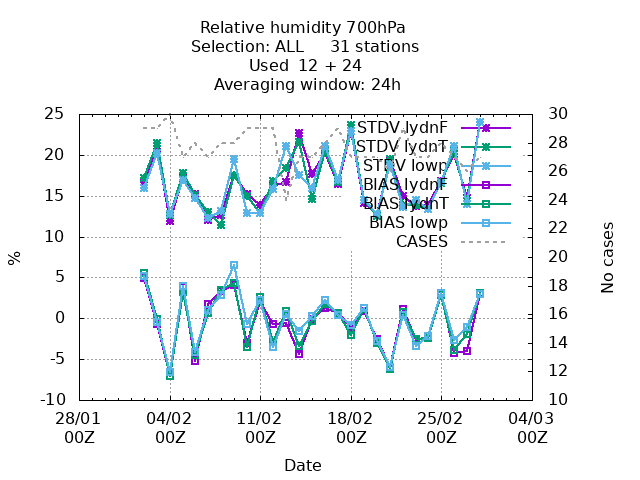 Relative humidity 700hPa
Selection: ALL     31 stations
Used  12 + 24
Averaging window: 24h
25
20
15
10
5
0
-5
-10
%
30
28
26
24
22
20
18
16
14
12
10
No cases
STDV lydnF
STDV lydnT
STDV lowp
BIAS lydnF
BIAS lydnT
BIAS lowp
CASES
28/01 04/02 11/02 18/02 25/02 04/03
00Z 00Z 00Z 00Z 00Z 00Z
Date